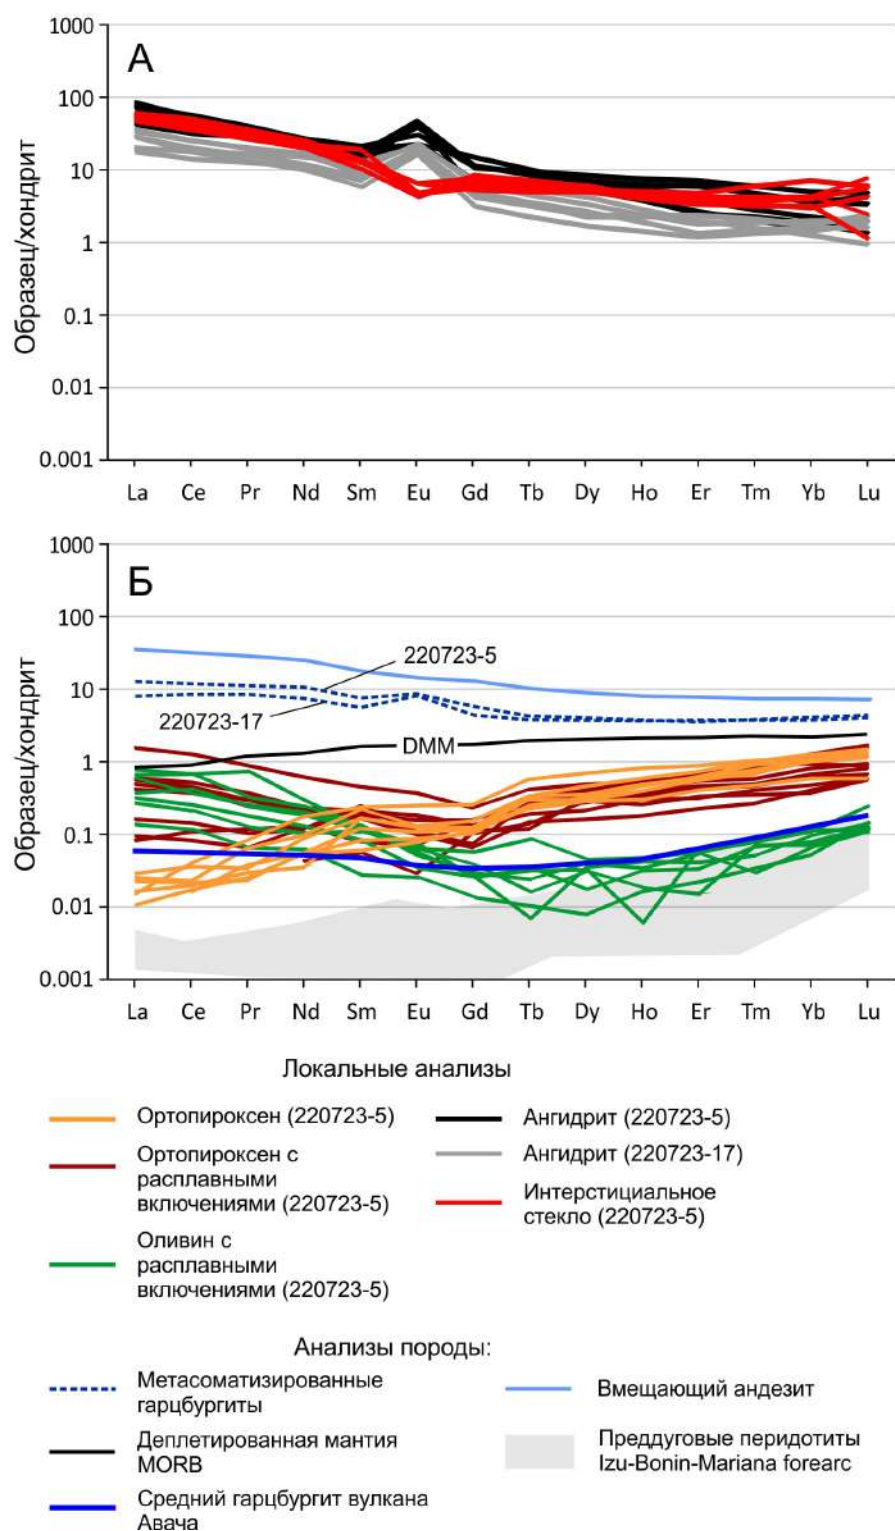 А
Образец/хондрит
1000
100
10
1
0.1
0.01
0.001
La Ce Pr Nd Sm Eu Gd Tb Dy Ho Er Tm Yb Lu
Б
Образец/хондрит
1000
100
10
1
0.1
0.01
0.001
220723-5
220723-17
DMM
La Ce Pr Nd Sm Eu Gd Tb Dy Ho Er Tm Yb Lu
Локальные анализы
Ортопироксен (220723-5)
Ортопироксен с
расплавными
включениями (220723-5)
Оливин с
расплавными
включениями (220723-5)
Ангидрит (220723-5)
Ангидрит (220723-17)
Интерстициальное
стекло (220723-5)
Анализы породы:
Метасоматизированные
гарцбургиты
Деплетированная мантия
MORB
Средний гарцбургит вулкана
Авача
Вмещающий андезит
Преддуговые перидотиты
Izu-Bonin-Mariana forearc